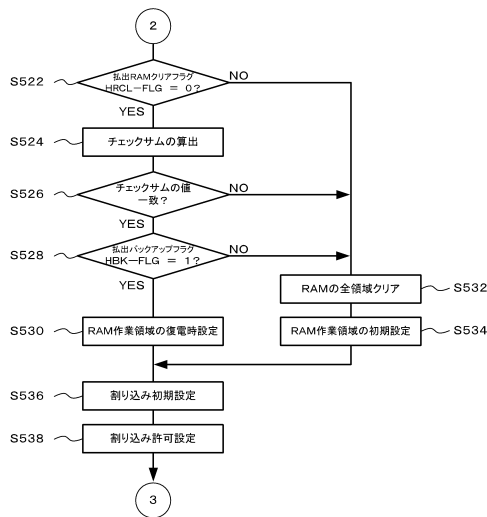 2
S522
払出RAMクリアフラグ
HRCL-FLG = 0?
NO
YES
S524
チェックサムの算出
S526
チェックサムの値
一致?
NO
YES
S528
払出バックアップフラグ
HBK-FLG = 1?
NO
YES
RAMの全領域クリア
S532
S530
RAM作業領域の復電時設定
RAM作業領域の初期設定
S534
S536
割り込み初期設定
S538
割り込み許可設定
3